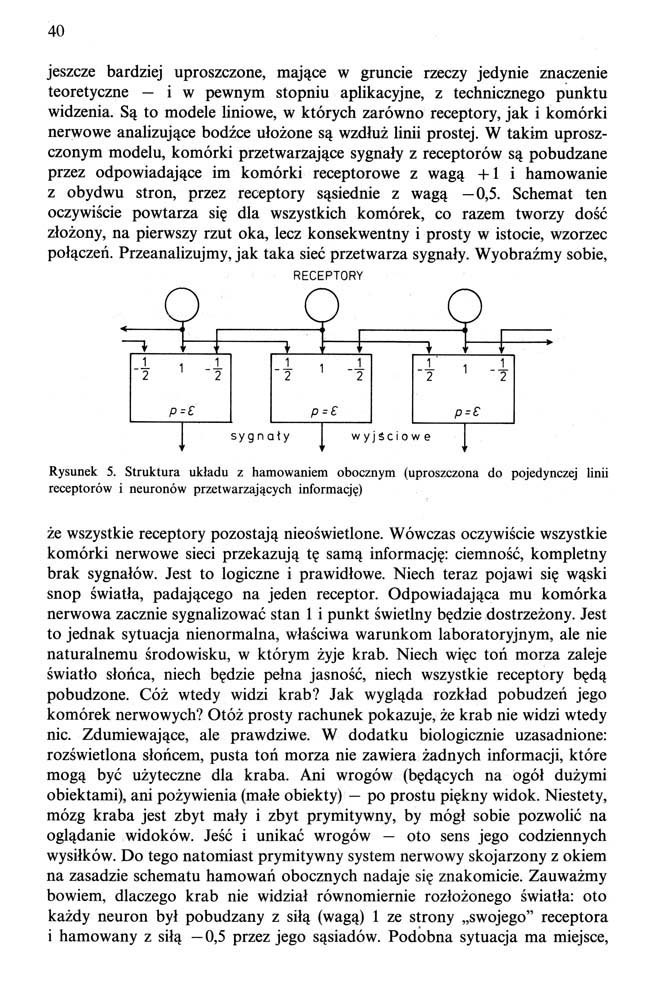 40
jeszcze bardziej uproszczone, mające w gruncie rzeczy jedynie znaczenie
teoretyczne — i w pewnym stopniu aplikacyjne, z technicznego punktu
widzenia. Są to modele liniowe, w których zarówno receptory, jak i komórki
nerwowe analizujące bodźce ułożone są wzdłuż linii prostej. W takim uprosz-
czonym modelu, komórki przetwarzające sygnały z receptorów są pobudzane
przez odpowiadające im komórki receptorowe z wagą +1 i hamowanie
z obydwu stron, przez receptory sąsiednie z wagą —0,5. Schemat ten
oczywiście powtarza się dla wszystkich komórek, co razem tworzy dość
złożony, na pierwszy rzut oka, lecz konsekwentny i prosty w istocie, wzorzec
połączeń. Przeanalizujmy, jak taka sieć przetwarza sygnały. Wyobraźmy sobie,
RECEPTORY
-1/2 1 -1/2 -1/2 1 -1/2 -1/2 1 -1/2
p=ℰ p=ℰ p=ℰ
sygnały wyjściowe
Rysunek 5. Struktura układu z hamowaniem obocznym (uproszczona do pojedynczej linii
receptorów i neuronów przetwarzających informację)
że wszystkie receptory pozostają nieoświetlone. Wówczas oczywiście wszystkie
komórki nerwowe sieci przekazują tę samą informację: ciemność, kompletny
brak sygnałów. Jest to logiczne i prawidłowe. Niech teraz pojawi się wąski
snop światła, padającego na jeden receptor. Odpowiadająca mu komórka
nerwowa zacznie sygnalizować stan 1 i punkt świetlny będzie dostrzeżony. Jest
to jednak sytuacja nienormalna, właściwa warunkom laboratoryjnym, ale nie
naturalnemu środowisku, w którym żyje krab. Niech więc toń morza zaleje
światło słońca, niech będzie pełna jasność, niech wszystkie receptory będą
pobudzone. Cóż wtedy widzi krab? Jak wygląda rozkład pobudzeń jego
komórek nerwowych? Otóż prosty rachunek pokazuje, że krab nie widzi wtedy
nic. Zdumiewające, ale prawdziwe. W dodatku biologicznie uzasadnione:
rozświetlona słońcem, pusta toń morza nie zawiera żadnych informacji, które
mogą być użyteczne dla kraba. Ani wrogów (będących na ogół dużymi
obiektami), ani pożywienia (małe obiekty) — po prostu piękny widok. Niestety,
mózg kraba jest zbyt mały i zbyt prymitywny, by mógł sobie pozwolić na
oglądanie widoków. Jeść i unikać wrogów — oto sens jego codziennych
wysiłków. Do tego natomiast prymitywny system nerwowy skojarzony z okiem
na zasadzie schematu hamowań obocznych nadaje się znakomicie. Zauważmy
bowiem, dlaczego krab nie widział równomiernie rozłożonego światła: oto
każdy neuron był pobudzany z siłą (wagą) 1 ze strony „swojego” receptora
i hamowany z siłą —0,5 przez jego sąsiadów. Podobna sytuacja ma miejsce,